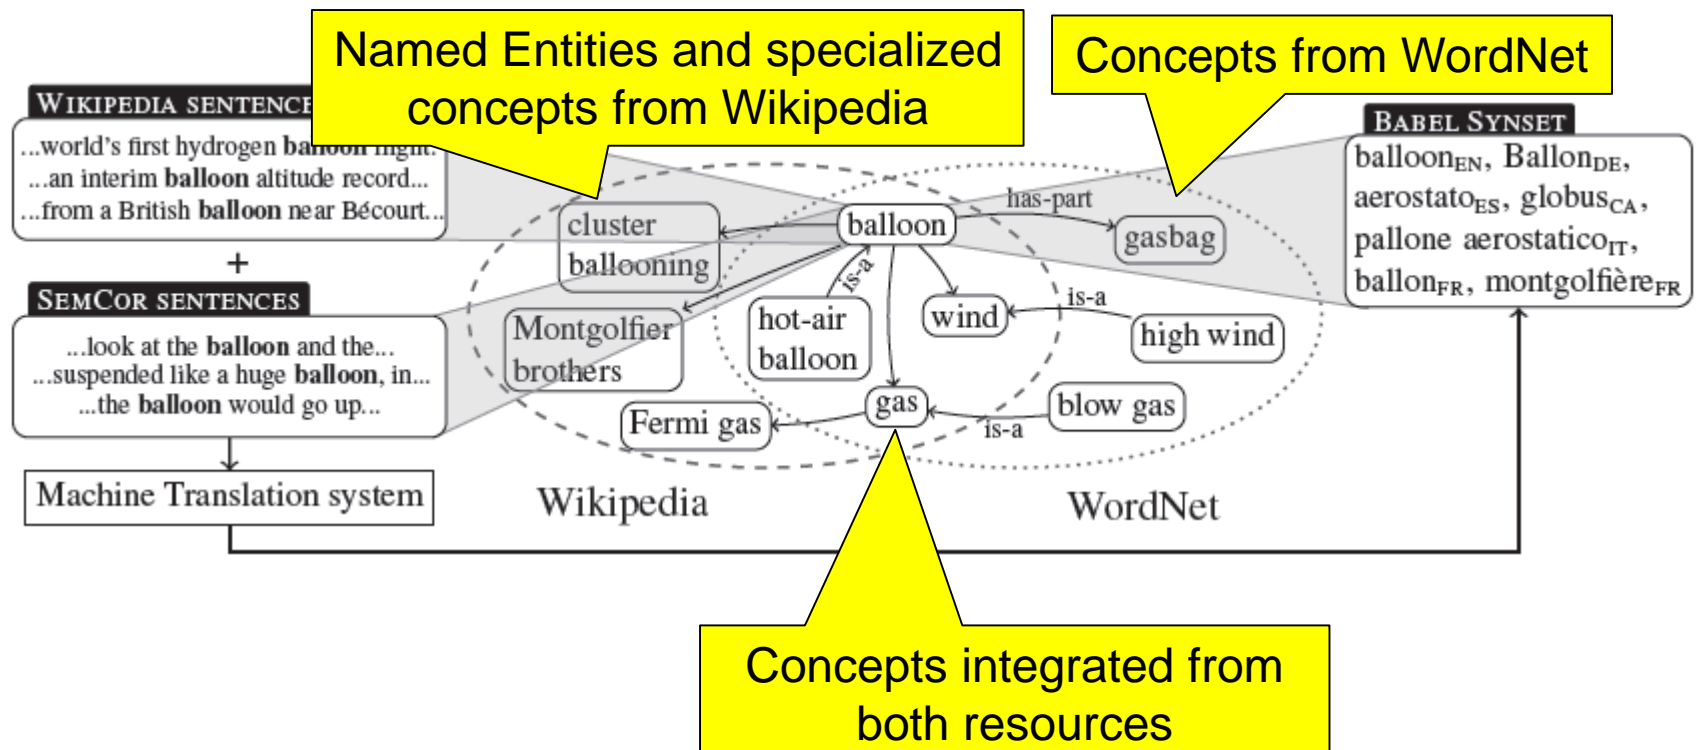 Named Entities and specialized
concepts from Wikipedia
Concepts from WordNet
WIKIPEDIA SENTENCE
...world's first hydrogen balloon flight.
...an interim balloon altitude record...
...from a British balloon near Bécourt...
+
SEMCOR SENTENCES
...look at the balloon and the...
...suspended like a huge balloon, in...
...the balloon would go up...
Machine Translation system
cluster
ballooning
Montgolfier
brothers
Fermi gas
balloon
is-a
hot-air
balloon
wind
gas
has-part
gasbag
is-a
high wind
blow gas
is-a
Wikipedia
WordNet
BABEL SYNSET
balloonEN, BallonDE,
aerostatoES, globusCA,
pallone aerostaticoIT,
ballonFR, montgolfièreFR
Concepts integrated from
both resources